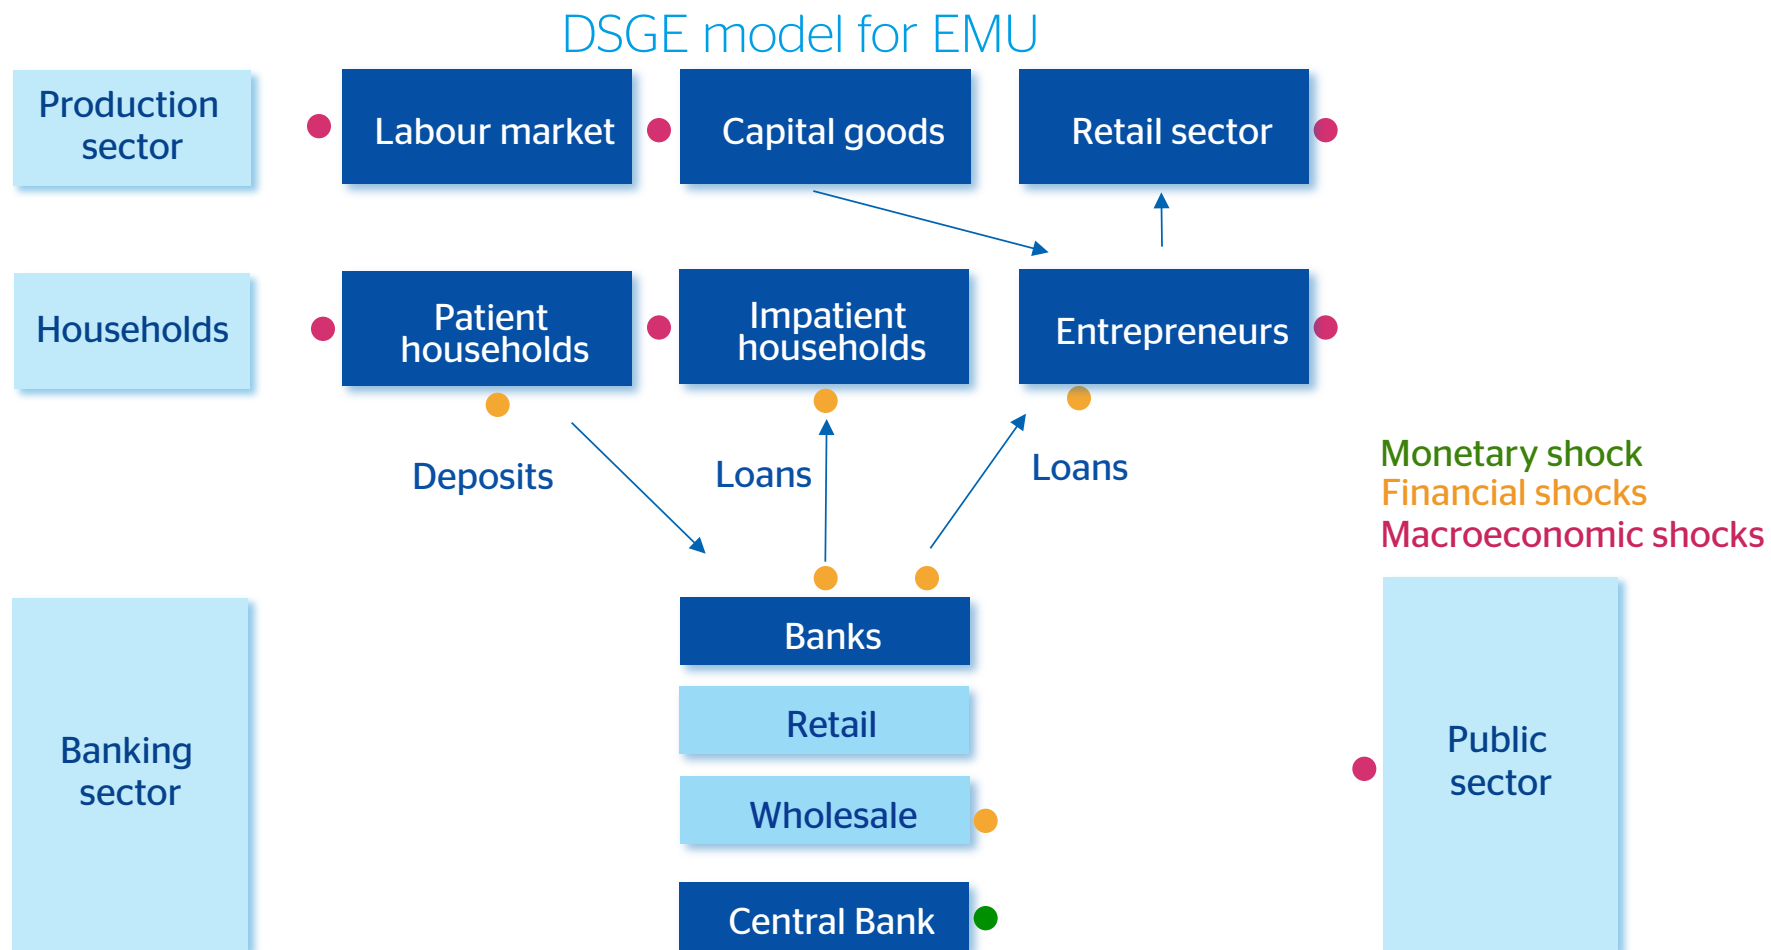 DSGE model for EMU
Production
sector
Labour market
Capital goods
Retail sector
Households
Patient
households
Impatient
households
Entrepreneurs
Deposits
Loans
Loans
Monetary shock
Financial shocks
Macroeconomic shocks
Banking
sector
Banks
Retail
Wholesale
Central Bank
Public
sector